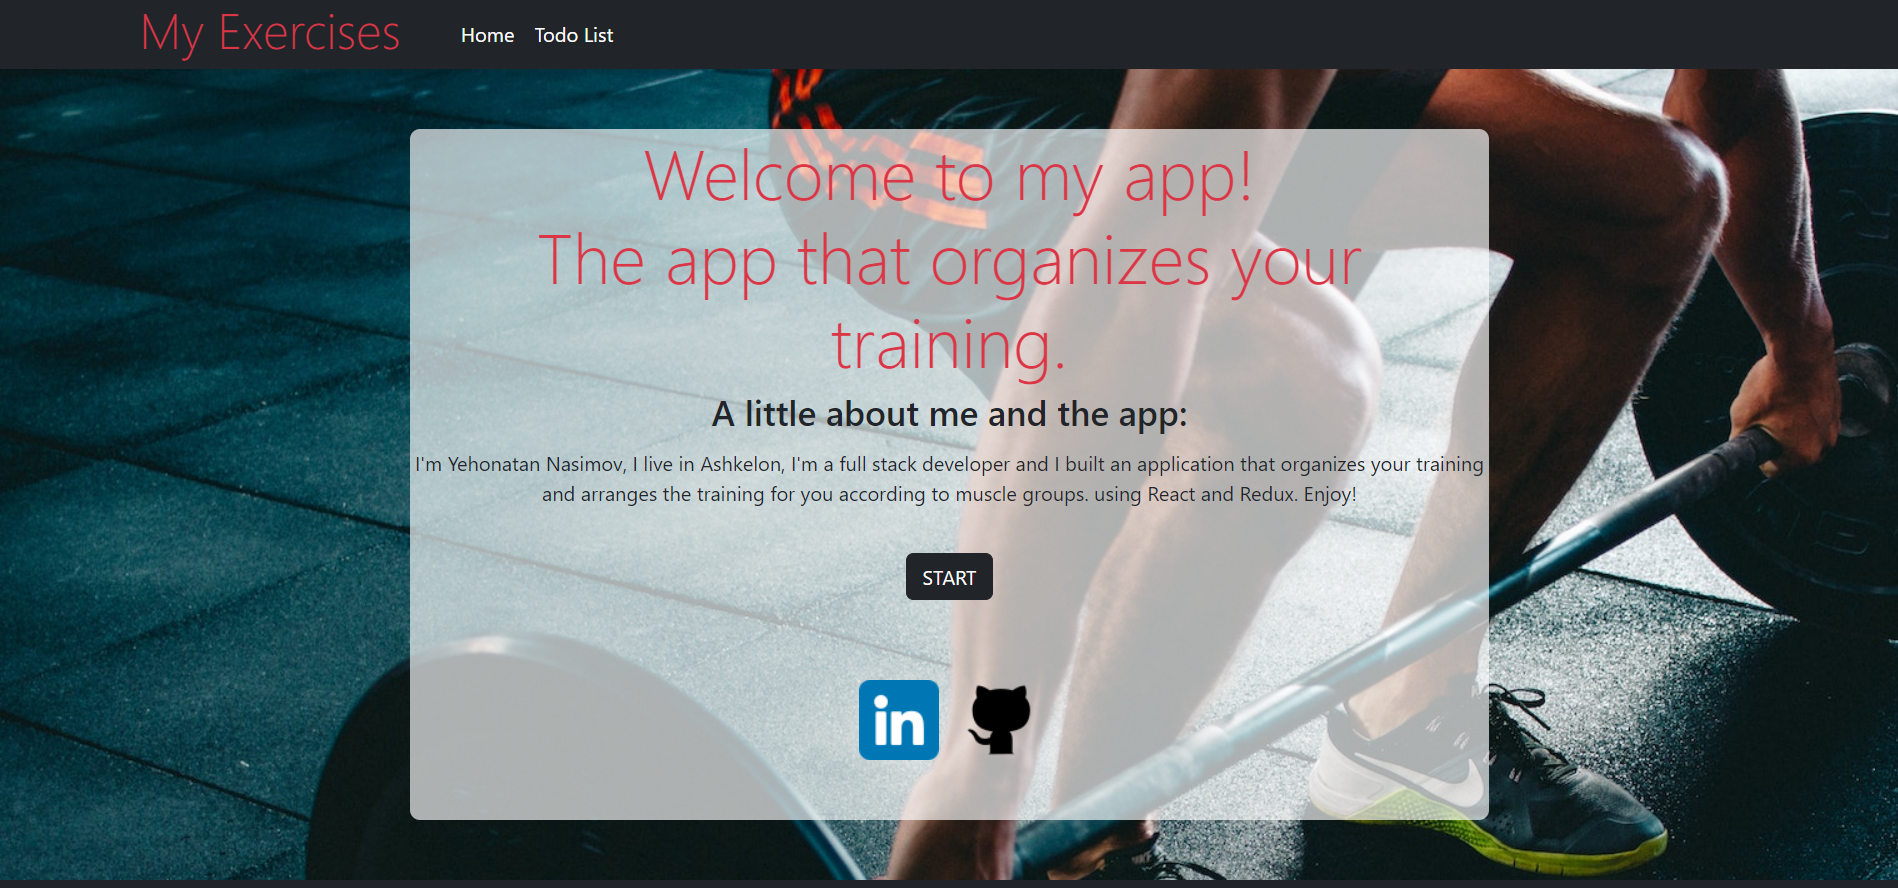 My Exercises
Home
Todo List
Welcome to my app!
The app that organizes your
training.
A little about me and the app:
I'm Yehonatan Nasimov, I live in Ashkelon, I'm a full stack developer and I built an application that organizes your training
and arranges the training for you according to muscle groups. using React and Redux. Enjoy!
START
in